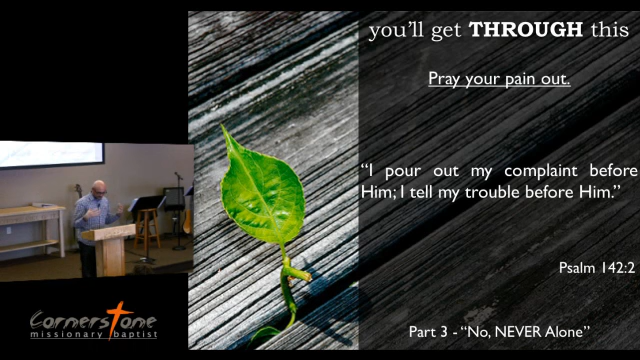 you'll get THROUGH this
Pray your pain out.
“I pour out my complaint before
Him; I tell my trouble before Him.”
Psalm 142:2
Part 3 - “No, NEVER Alone”
Cornerstone
missionary baptist